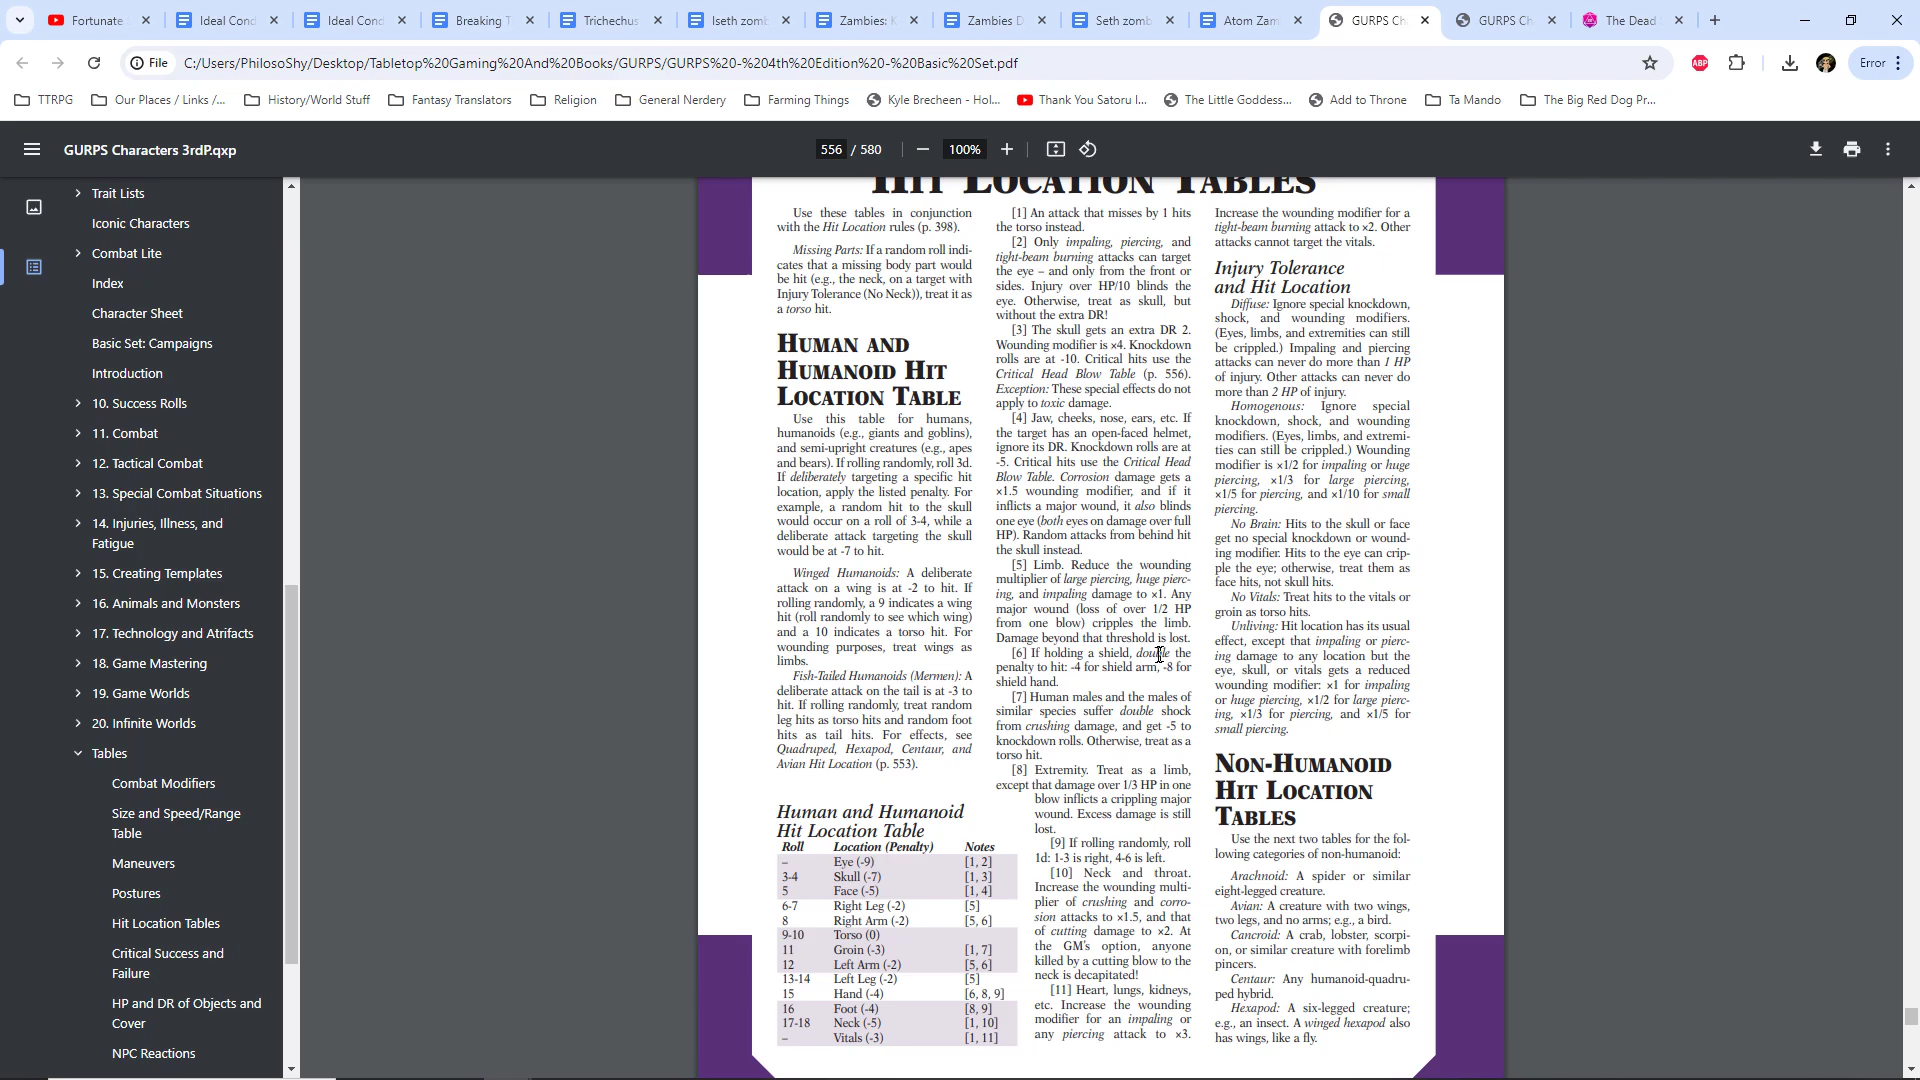 Fortunate
Ideal Cond
Ideal Cond
Breaking T
Trichechus
Iseth zomb
Zambies: K
Zambies D
Seth zomb
Atom Zam
GURPS Ch
GURPS Ch
The Dead
File
C:/Users/PhilosoShy/Desktop/Tabletop%20Gaming%20And%20Books/GURPS/GURPS%20-%204th%20Edition%20-%20Basic%20Set.pdf
ABP
Error
TTRPG
Our Places / Links /...
History/World Stuff
Fantasy Translators
Religion
General Nerdery
Farming Things
Kyle Brecheen - Hol...
Thank You Satoru I...
The Little Goddess...
Add to Throne
Ta Mando
The Big Red Dog Pr...
GURPS Characters 3rdP.qxp
556 / 580
100%
Trait Lists
Iconic Characters
Combat Lite
Index
Character Sheet
Basic Set: Campaigns
Introduction
10. Success Rolls
11. Combat
12. Tactical Combat
13. Special Combat Situations
14. Injuries, Illness, and
Fatigue
15. Creating Templates
16. Animals and Monsters
17. Technology and Atrifacts
18. Game Mastering
19. Game Worlds
20. Infinite Worlds
Tables
Combat Modifiers
Size and Speed/Range
Table
Maneuvers
Postures
Hit Location Tables
Critical Success and
Failure
HP and DR of Objects and
Cover
NPC Reactions
HIT LOCATION TABLES
Use these tables in conjunction
with the Hit Location rules (p. 398).
Missing Parts: If a random roll indi-
cates that a missing body part would
be hit (e.g., the neck, on a target with
Injury Tolerance (No Neck)), treat it as
a torso hit.
HUMAN AND
HUMANOID HIT
LOCATION TABLE
Use this table for humans,
humanoids (e.g., giants and goblins),
and semi-upright creatures (e.g., apes
and bears). If rolling randomly, roll 3d.
If deliberately targeting a specific hit
location, apply the listed penalty. For
example, a random hit to the skull
would occur on a roll of 3-4, while a
deliberate attack targeting the skull
would be at -7 to hit.
Winged Humanoids: A deliberate
attack on a wing is at -2 to hit. If
rolling randomly, a 9 indicates a wing
hit (roll randomly to see which wing)
and a 10 indicates a torso hit. For
wounding purposes, treat wings as
limbs.
Fish-Tailed Humanoids (Mermen): A
deliberate attack on the tail is at -3 to
hit. If rolling randomly, treat random
leg hits as torso hits and random foot
hits as tail hits. For effects, see
Quadruped, Hexapod, Centaur, and
Avian Hit Location (p. 553).
Human and Humanoid
Hit Location Table
Roll Location (Penalty) Notes
– Eye (-9) [1, 2]
3-4 Skull (-7) [1, 3]
5 Face (-5) [1, 4]
6-7 Right Leg (-2) [5]
8 Right Arm (-2) [5, 6]
9-10 Torso (0)
11 Groin (-3) [1, 7]
12 Left Arm (-2) [5, 6]
13-14 Left Leg (-2) [5]
15 Hand (-4) [6, 8, 9]
16 Foot (-4) [8, 9]
17-18 Neck (-5) [1, 10]
– Vitals (-3) [1, 11]
[1] An attack that misses by 1 hits
the torso instead.
[2] Only impaling, piercing, and
tight-beam burning attacks can target
the eye – and only from the front or
sides. Injury over HP/10 blinds the
eye. Otherwise, treat as skull, but
without the extra DR!
[3] The skull gets an extra DR 2.
Wounding modifier is ×4. Knockdown
rolls are at -10. Critical hits use the
Critical Head Blow Table (p. 556).
Exception: These special effects do not
apply to toxic damage.
[4] Jaw, cheeks, nose, ears, etc. If
the target has an open-faced helmet,
ignore its DR. Knockdown rolls are at
-5. Critical hits use the Critical Head
Blow Table. Corrosion damage gets a
×1.5 wounding modifier, and if it
inflicts a major wound, it also blinds
one eye (both eyes on damage over full
HP). Random attacks from behind hit
the skull instead.
[5] Limb. Reduce the wounding
multiplier of large piercing, huge pierc-
ing, and impaling damage to ×1. Any
major wound (loss of over 1/2 HP
from one blow) cripples the limb.
Damage beyond that threshold is lost.
[6] If holding a shield, double the
penalty to hit: -4 for shield arm, -8 for
shield hand.
[7] Human males and the males of
similar species suffer double shock
from crushing damage, and get -5 to
knockdown rolls. Otherwise, treat as a
torso hit.
[8] Extremity. Treat as a limb,
except that damage over 1/3 HP in one
blow inflicts a crippling major
wound. Excess damage is still
lost.
[9] If rolling randomly, roll
1d: 1-3 is right, 4-6 is left.
[10] Neck and throat.
Increase the wounding multi-
plier of crushing and corro-
sion attacks to ×1.5, and that
of cutting damage to ×2. At
the GM's option, anyone
killed by a cutting blow to the
neck is decapitated!
[11] Heart, lungs, kidneys,
etc. Increase the wounding
modifier for an impaling or
any piercing attack to ×3.
Increase the wounding modifier for a
tight-beam burning attack to ×2. Other
attacks cannot target the vitals.
Injury Tolerance
and Hit Location
Diffuse: Ignore special knockdown,
shock, and wounding modifiers.
(Eyes, limbs, and extremities can still
be crippled.) Impaling and piercing
attacks can never do more than 1 HP
of injury. Other attacks can never do
more than 2 HP of injury.
Homogenous: Ignore special
knockdown, shock, and wounding
modifiers. (Eyes, limbs, and extremi-
ties can still be crippled.) Wounding
modifier is ×1/2 for impaling or huge
piercing, ×1/3 for large piercing,
×1/5 for piercing, and ×1/10 for small
piercing.
No Brain: Hits to the skull or face
get no special knockdown or wound-
ing modifier. Hits to the eye can crip-
ple the eye; otherwise, treat them as
face hits, not skull hits.
No Vitals: Treat hits to the vitals or
groin as torso hits.
Unliving: Hit location has its usual
effect, except that impaling or pierc-
ing damage to any location but the
eye, skull, or vitals gets a reduced
wounding modifier: ×1 for impaling
or huge piercing, ×1/2 for large pierc-
ing, ×1/3 for piercing, and ×1/5 for
small piercing.
NON-HUMANOID
HIT LOCATION
TABLES
Use the next two tables for the fol-
lowing categories of non-humanoid:
Arachnoid: A spider or similar
eight-legged creature.
Avian: A creature with two wings,
two legs, and no arms; e.g., a bird.
Cancroid: A crab, lobster, scorpi-
on, or similar creature with forelimb
pincers.
Centaur: Any humanoid-quadru-
ped hybrid.
Hexapod: A six-legged creature;
e.g., an insect. A winged hexapod also
has wings, like a fly.